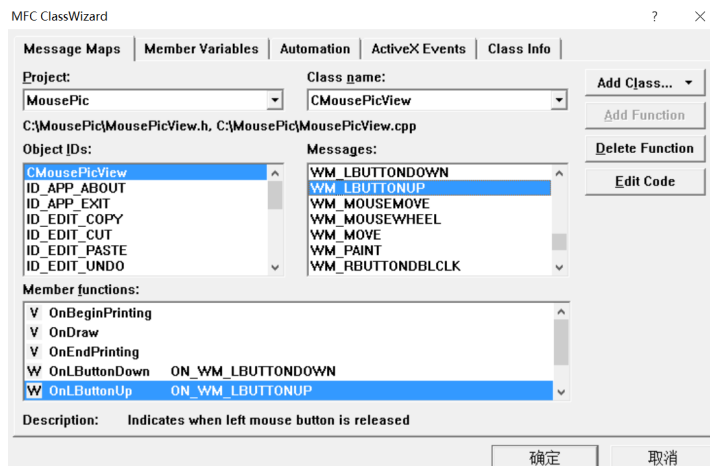 MFC ClassWizard ? ×
Message Maps Member Variables Automation ActiveX Events Class Info
Project: Class name:
MousePic CMousePicView
Add Class...
C:\MousePic\MousePicView.h, C:\MousePic\MousePicView.cpp
Add Function
Object IDs: Messages:
Delete Function
CMousePicView WM_LBUTTONDOWN
ID_APP_ABOUT WM_LBUTTONUP
Edit Code
ID_APP_EXIT WM_MOUSEMOVE
ID_EDIT_COPY WM_MOUSEWHEEL
ID_EDIT_CUT WM_MOVE
ID_EDIT_PASTE WM_PAINT
ID_EDIT_UNDO WM_RBUTTONDBLCLK
Member functions:
V OnBeginPrinting
V OnDraw
V OnEndPrinting
W OnLButtonDown ON_WM_LBUTTONDOWN
W OnLButtonUp ON_WM_LBUTTONUP
Description: Indicates when left mouse button is released
确定 取消